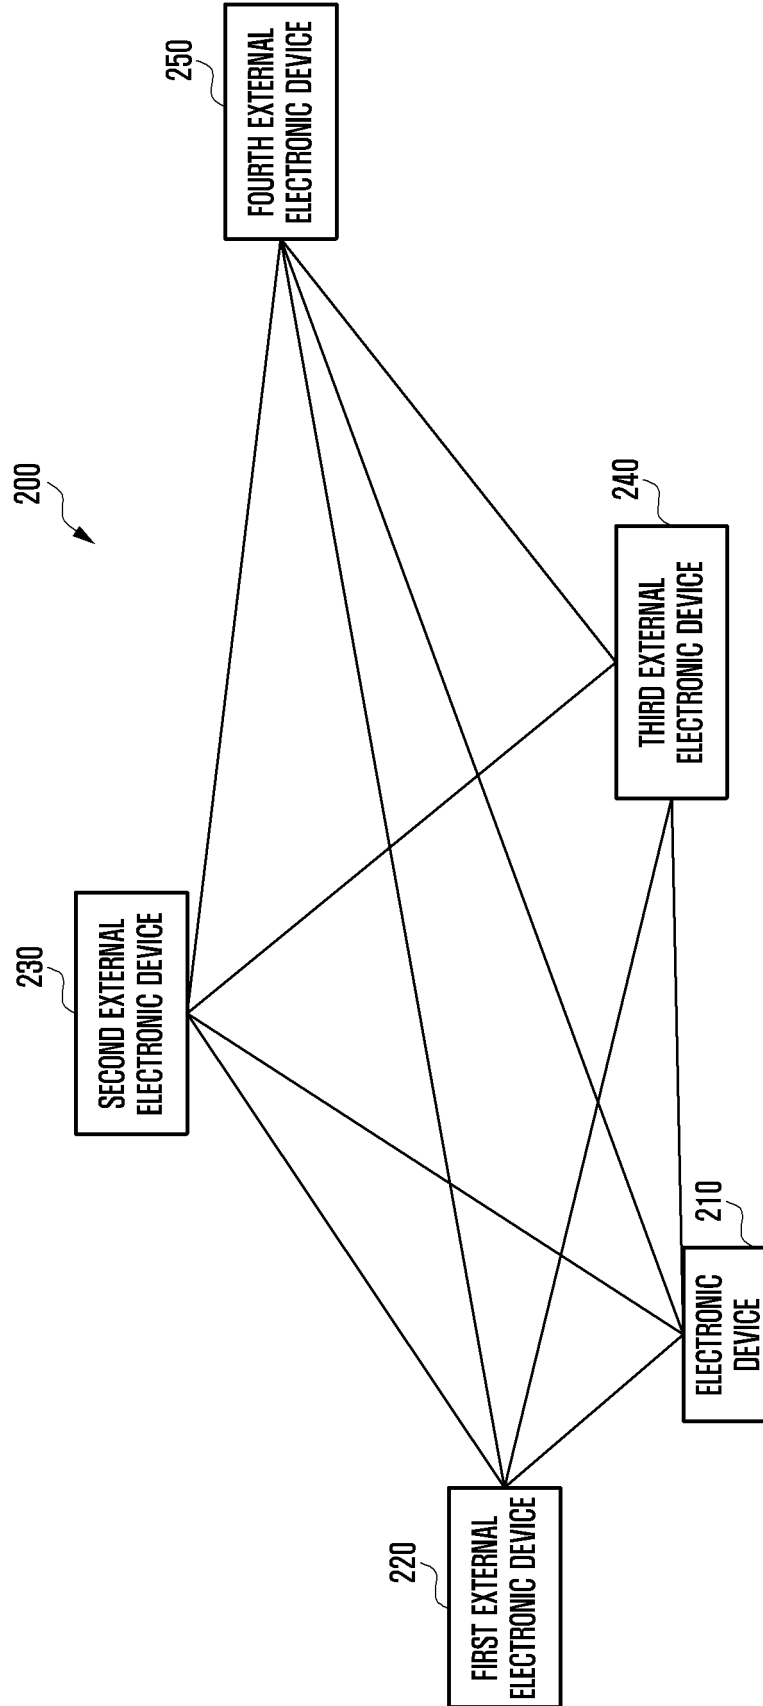 200
220
FIRST EXTERNAL
ELECTRONIC DEVICE
230
SECOND EXTERNAL
ELECTRONIC DEVICE
250
FOURTH EXTERNAL
ELECTRONIC DEVICE
210
ELECTRONIC
DEVICE
240
THIRD EXTERNAL
ELECTRONIC DEVICE